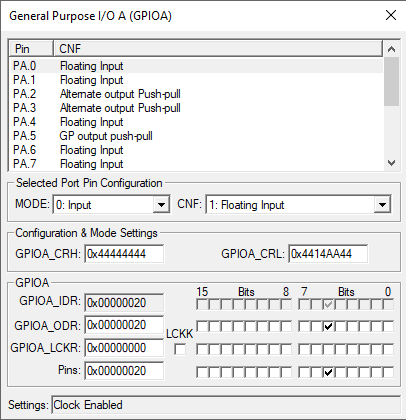 General Purpose I/O A (GPIOA)
Pin CNF
PA.0 Floating Input
PA.1 Floating Input
PA.2 Alternate output Push-pull
PA.3 Alternate output Push-pull
PA.4 Floating Input
PA.5 GP output push-pull
PA.6 Floating Input
PA.7 Floating Input
Selected Port Pin Configuration
MODE: 0: Input CNF: 1: Floating Input
Configuration & Mode Settings
GPIOA_CRH: 0x44444444 GPIOA_CRL: 0x4414AA44
GPIOA
15 Bits 8 7 Bits 0
GPIOA_IDR: 0x00000020
GPIOA_ODR: 0x00000020
LCKK
GPIOA_LCKR: 0x00000000
Pins: 0x00000020
Settings: Clock Enabled